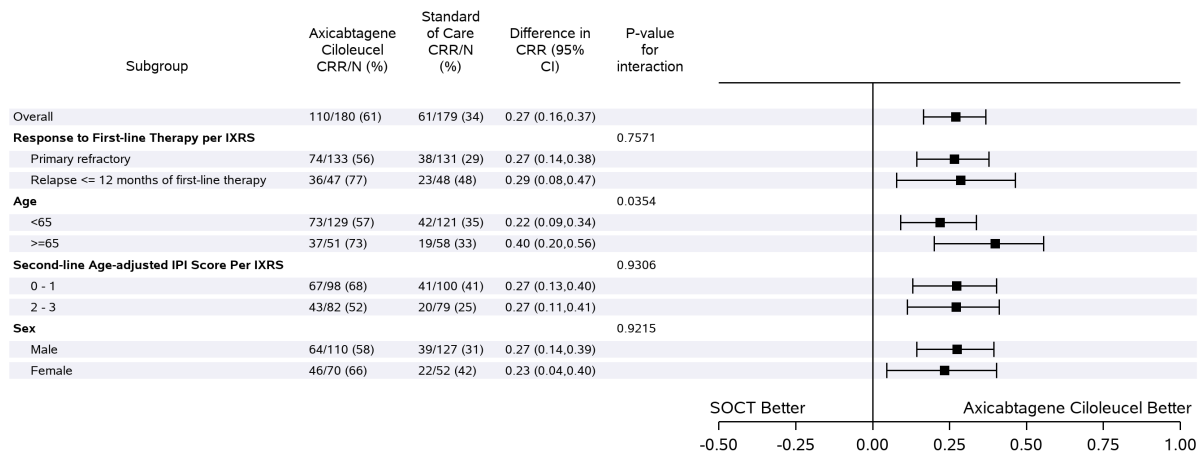 Subgroup
Axicabtagene
Ciloleucel
CRR/N (%)
Standard
of Care
CRR/N
(%)
Difference in
CRR (95%
CI)
P-value
for
interaction
Overall 110/180 (61) 61/179 (34) 0.27 (0.16,0.37)
Response to First-line Therapy per IXRS 0.7571
Primary refractory 74/133 (56) 38/131 (29) 0.27 (0.14,0.38)
Relapse <= 12 months of first-line therapy 36/47 (77) 23/48 (48) 0.29 (0.08,0.47)
Age 0.0354
<65 73/129 (57) 42/121 (35) 0.22 (0.09,0.34)
>=65 37/51 (73) 19/58 (33) 0.40 (0.20,0.56)
Second-line Age-adjusted IPI Score Per IXRS 0.9306
0 - 1 67/98 (68) 41/100 (41) 0.27 (0.13,0.40)
2 - 3 43/82 (52) 20/79 (25) 0.27 (0.11,0.41)
Sex 0.9215
Male 64/110 (58) 39/127 (31) 0.27 (0.14,0.39)
Female 46/70 (66) 22/52 (42) 0.23 (0.04,0.40)
SOCT Better Axicabtagene Ciloleucel Better
-0.50 -0.25 0.00 0.25 0.50 0.75 1.00